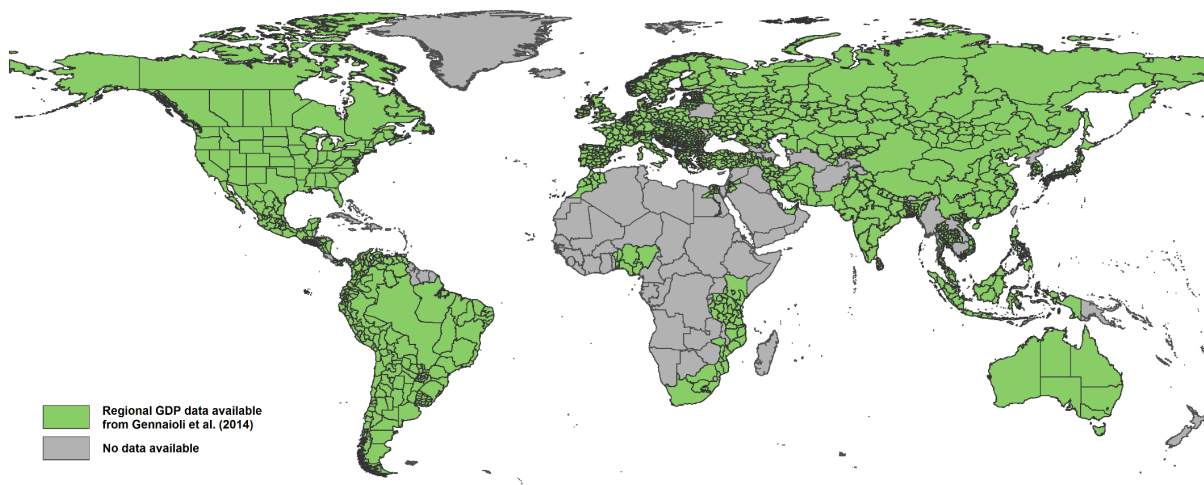 Regional GDP data available
from Gennaioli et al. (2014)
No data available